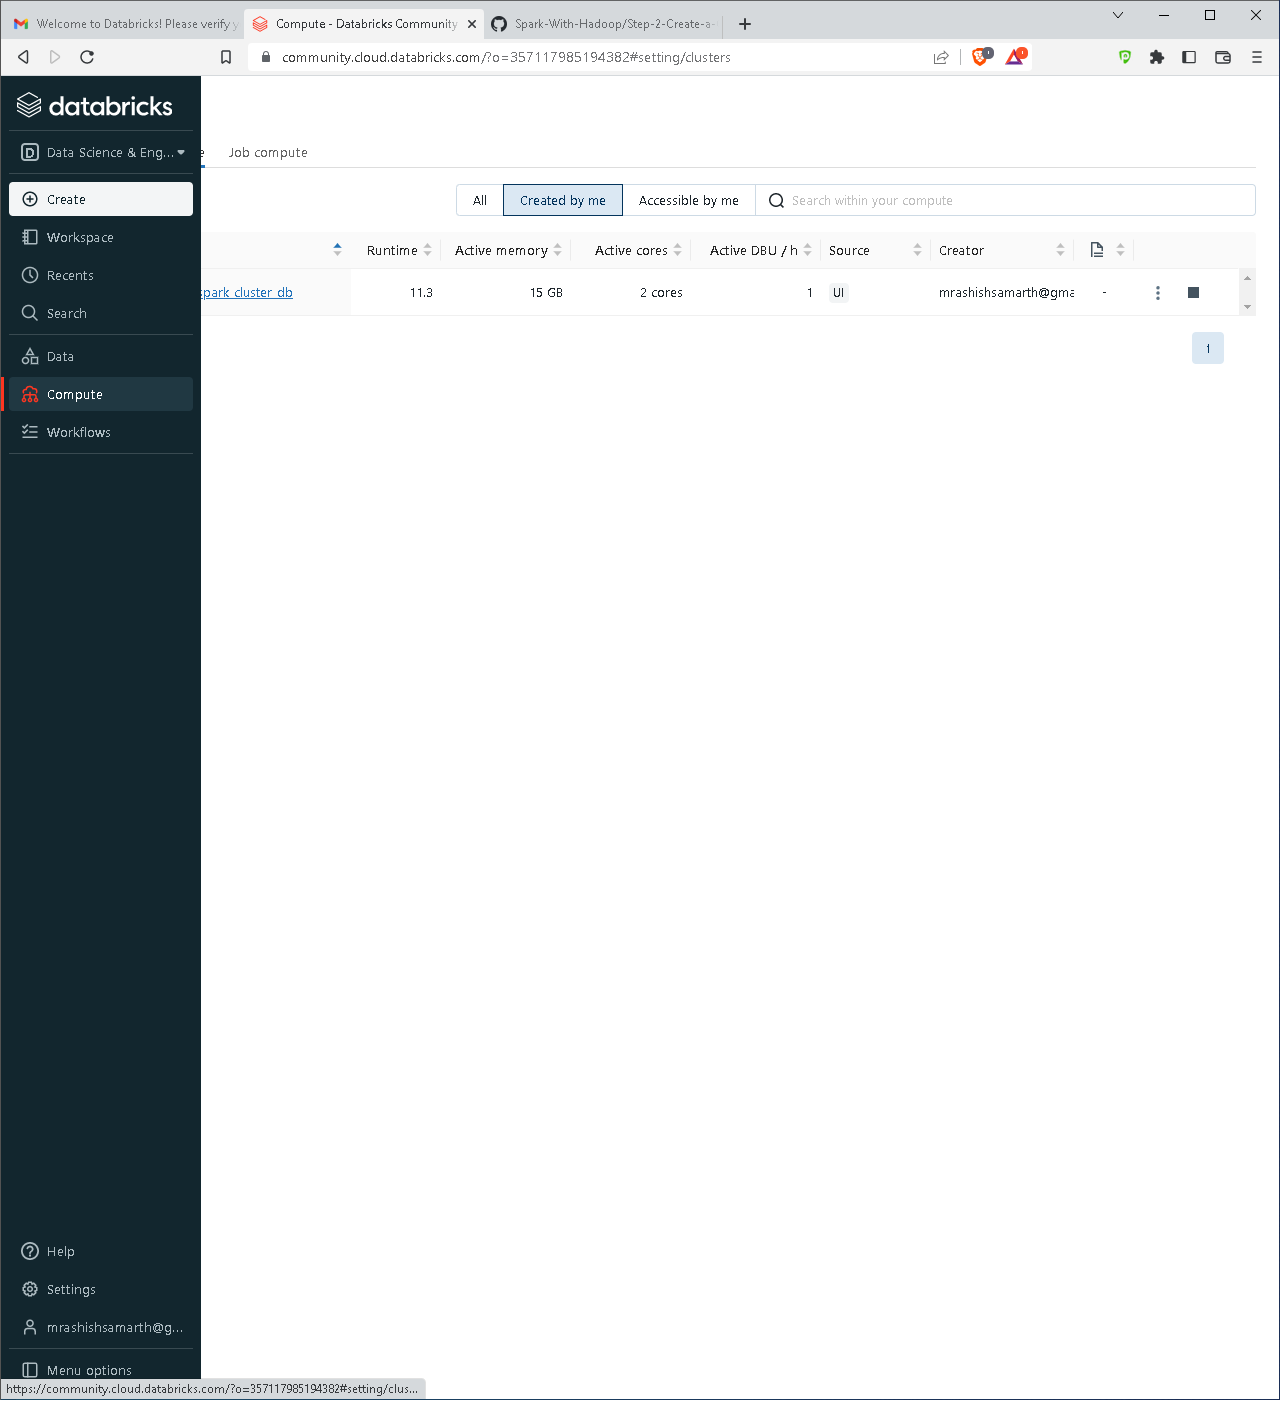 Welcome to Databricks! Please verify y
Compute - Databricks Community
Spark-With-Hadoop/Step-2-Create-a-
community.cloud.databricks.com/?o=357117985194382#setting/clusters
databricks
D Data Science & Eng...
Job compute
Create
All
Created by me
Accessible by me
Search within your compute
Workspace
Runtime
Active memory
Active cores
Active DBU / h
Source
Creator
Recents
spark cluster db
11.3
15 GB
2 cores
1
UI
mrashishsamarth@gma
-
Search
Data
1
Compute
Workflows
Help
Settings
mrashishsamarth@g...
Menu options
https://community.cloud.databricks.com/?o=357117985194382#setting/clus...